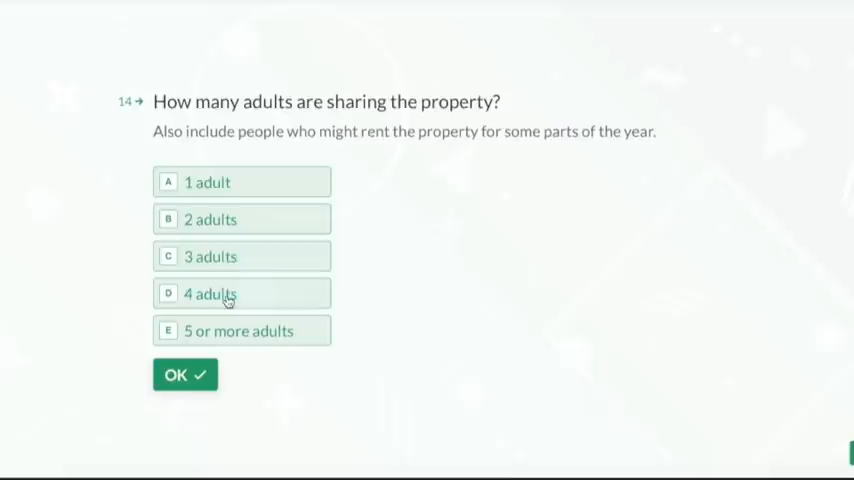 14 → How many adults are sharing the property?
Also include people who might rent the property for some parts of the year.
A 1 adult
B 2 adults
C 3 adults
D 4 adults
E 5 or more adults
OK ✓